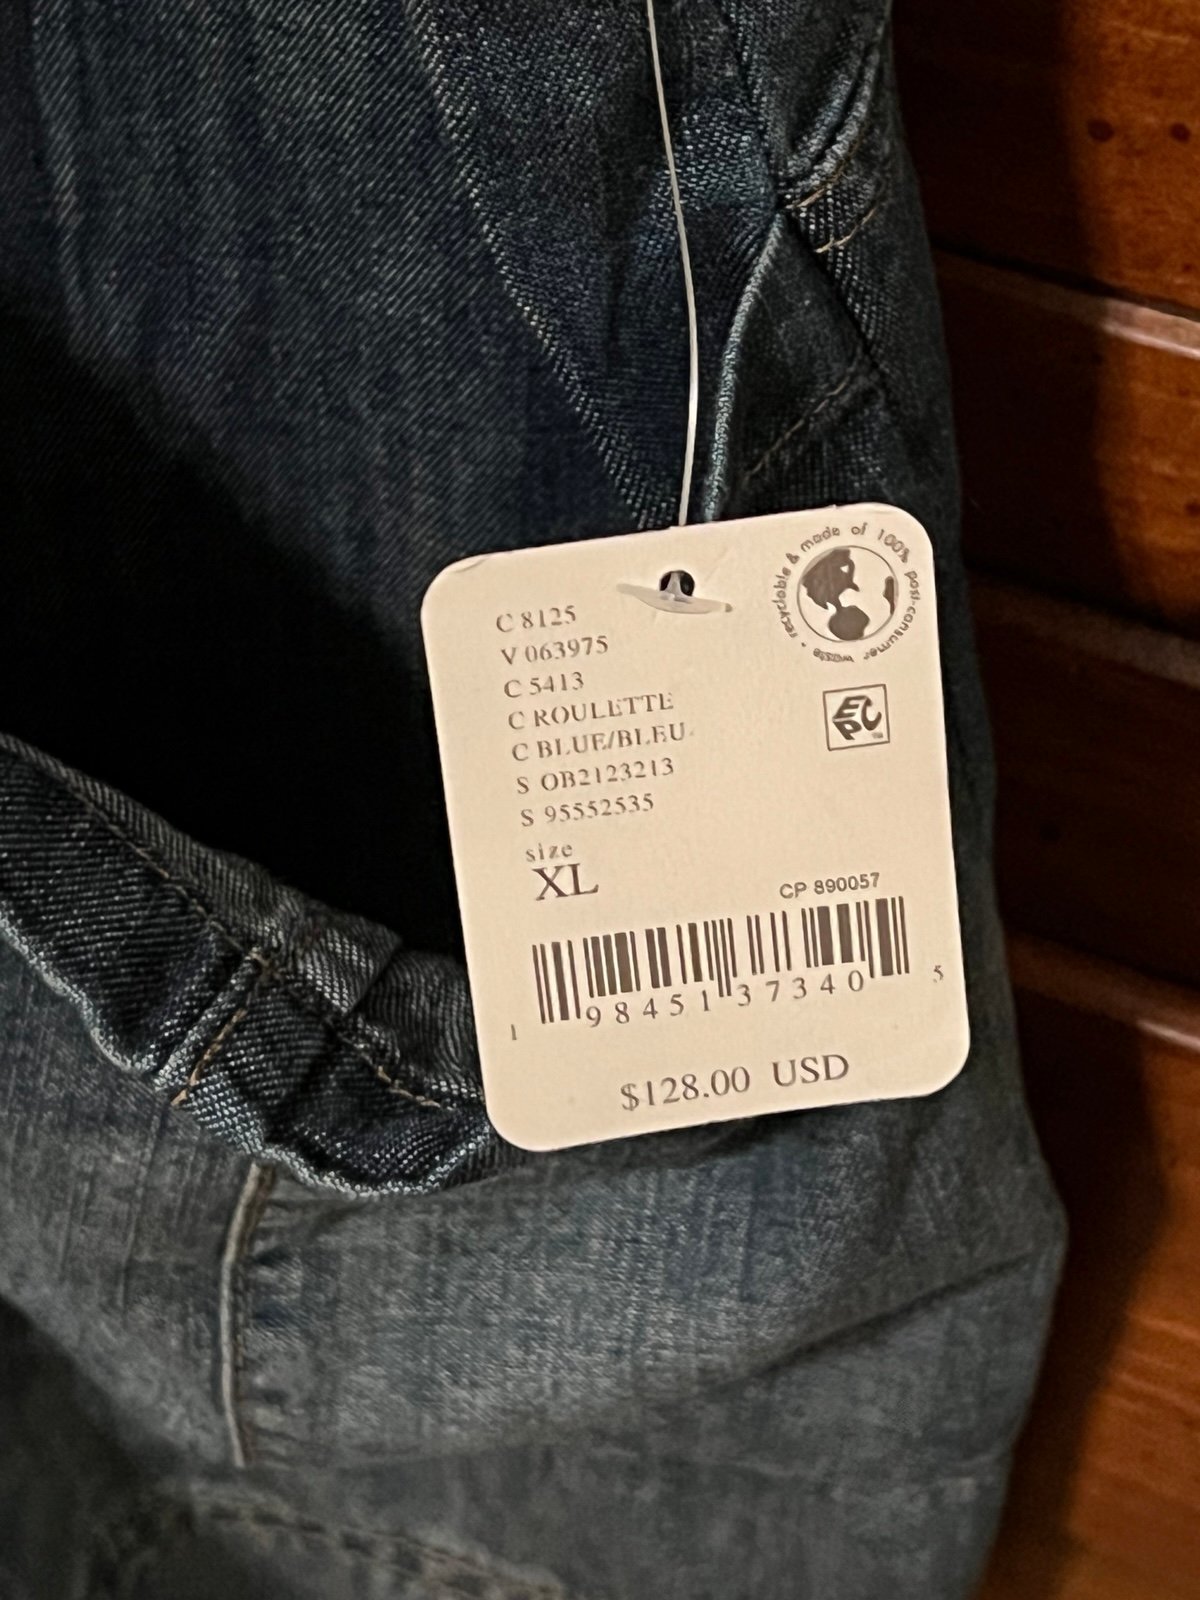 recyclable & made of 100% post-consumer waste •
C 8125
V 063975
C 5413
C ROULETTE
C BLUE/BLEU
S OB2123213
S 95552535
EPC
size
XL
CP 890057
1 98451 37340 5
$128.00 USD